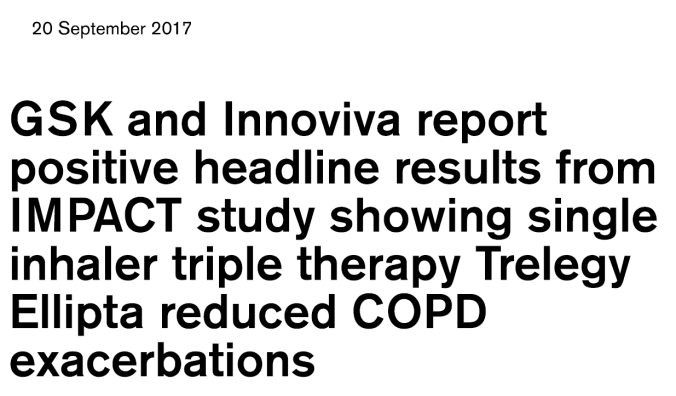 20 September 2017
GSK and Innoviva report
positive headline results from
IMPACT study showing single
inhaler triple therapy Trelegy
Ellipta reduced COPD
exacerbations